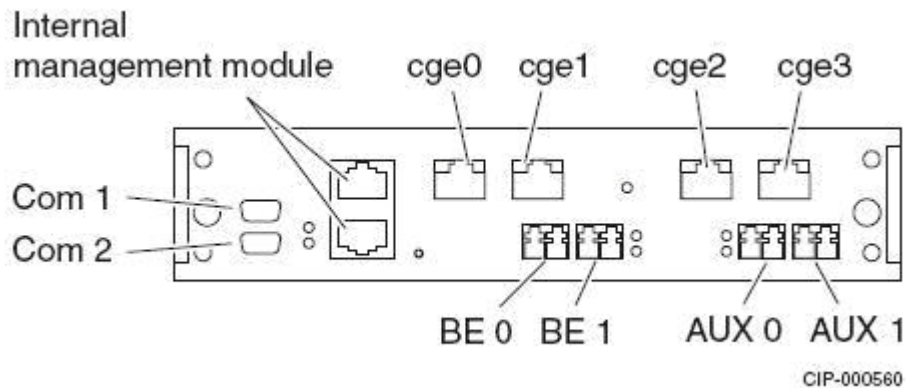 Internal
management module
cge0 cge1 cge2 cge3
Com 1
Com 2
BE 0 BE 1 AUX 0 AUX 1
CIP-000560